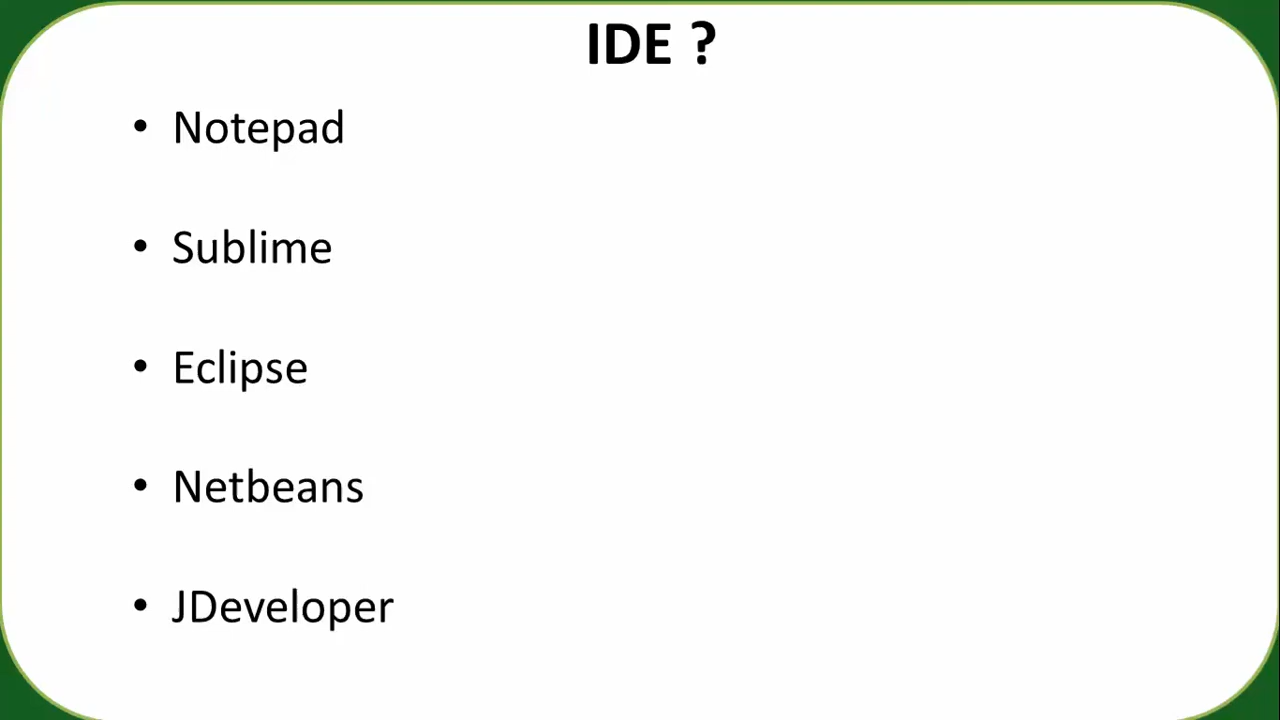 IDE ?
• Notepad
• Sublime
• Eclipse
• Netbeans
• JDeveloper